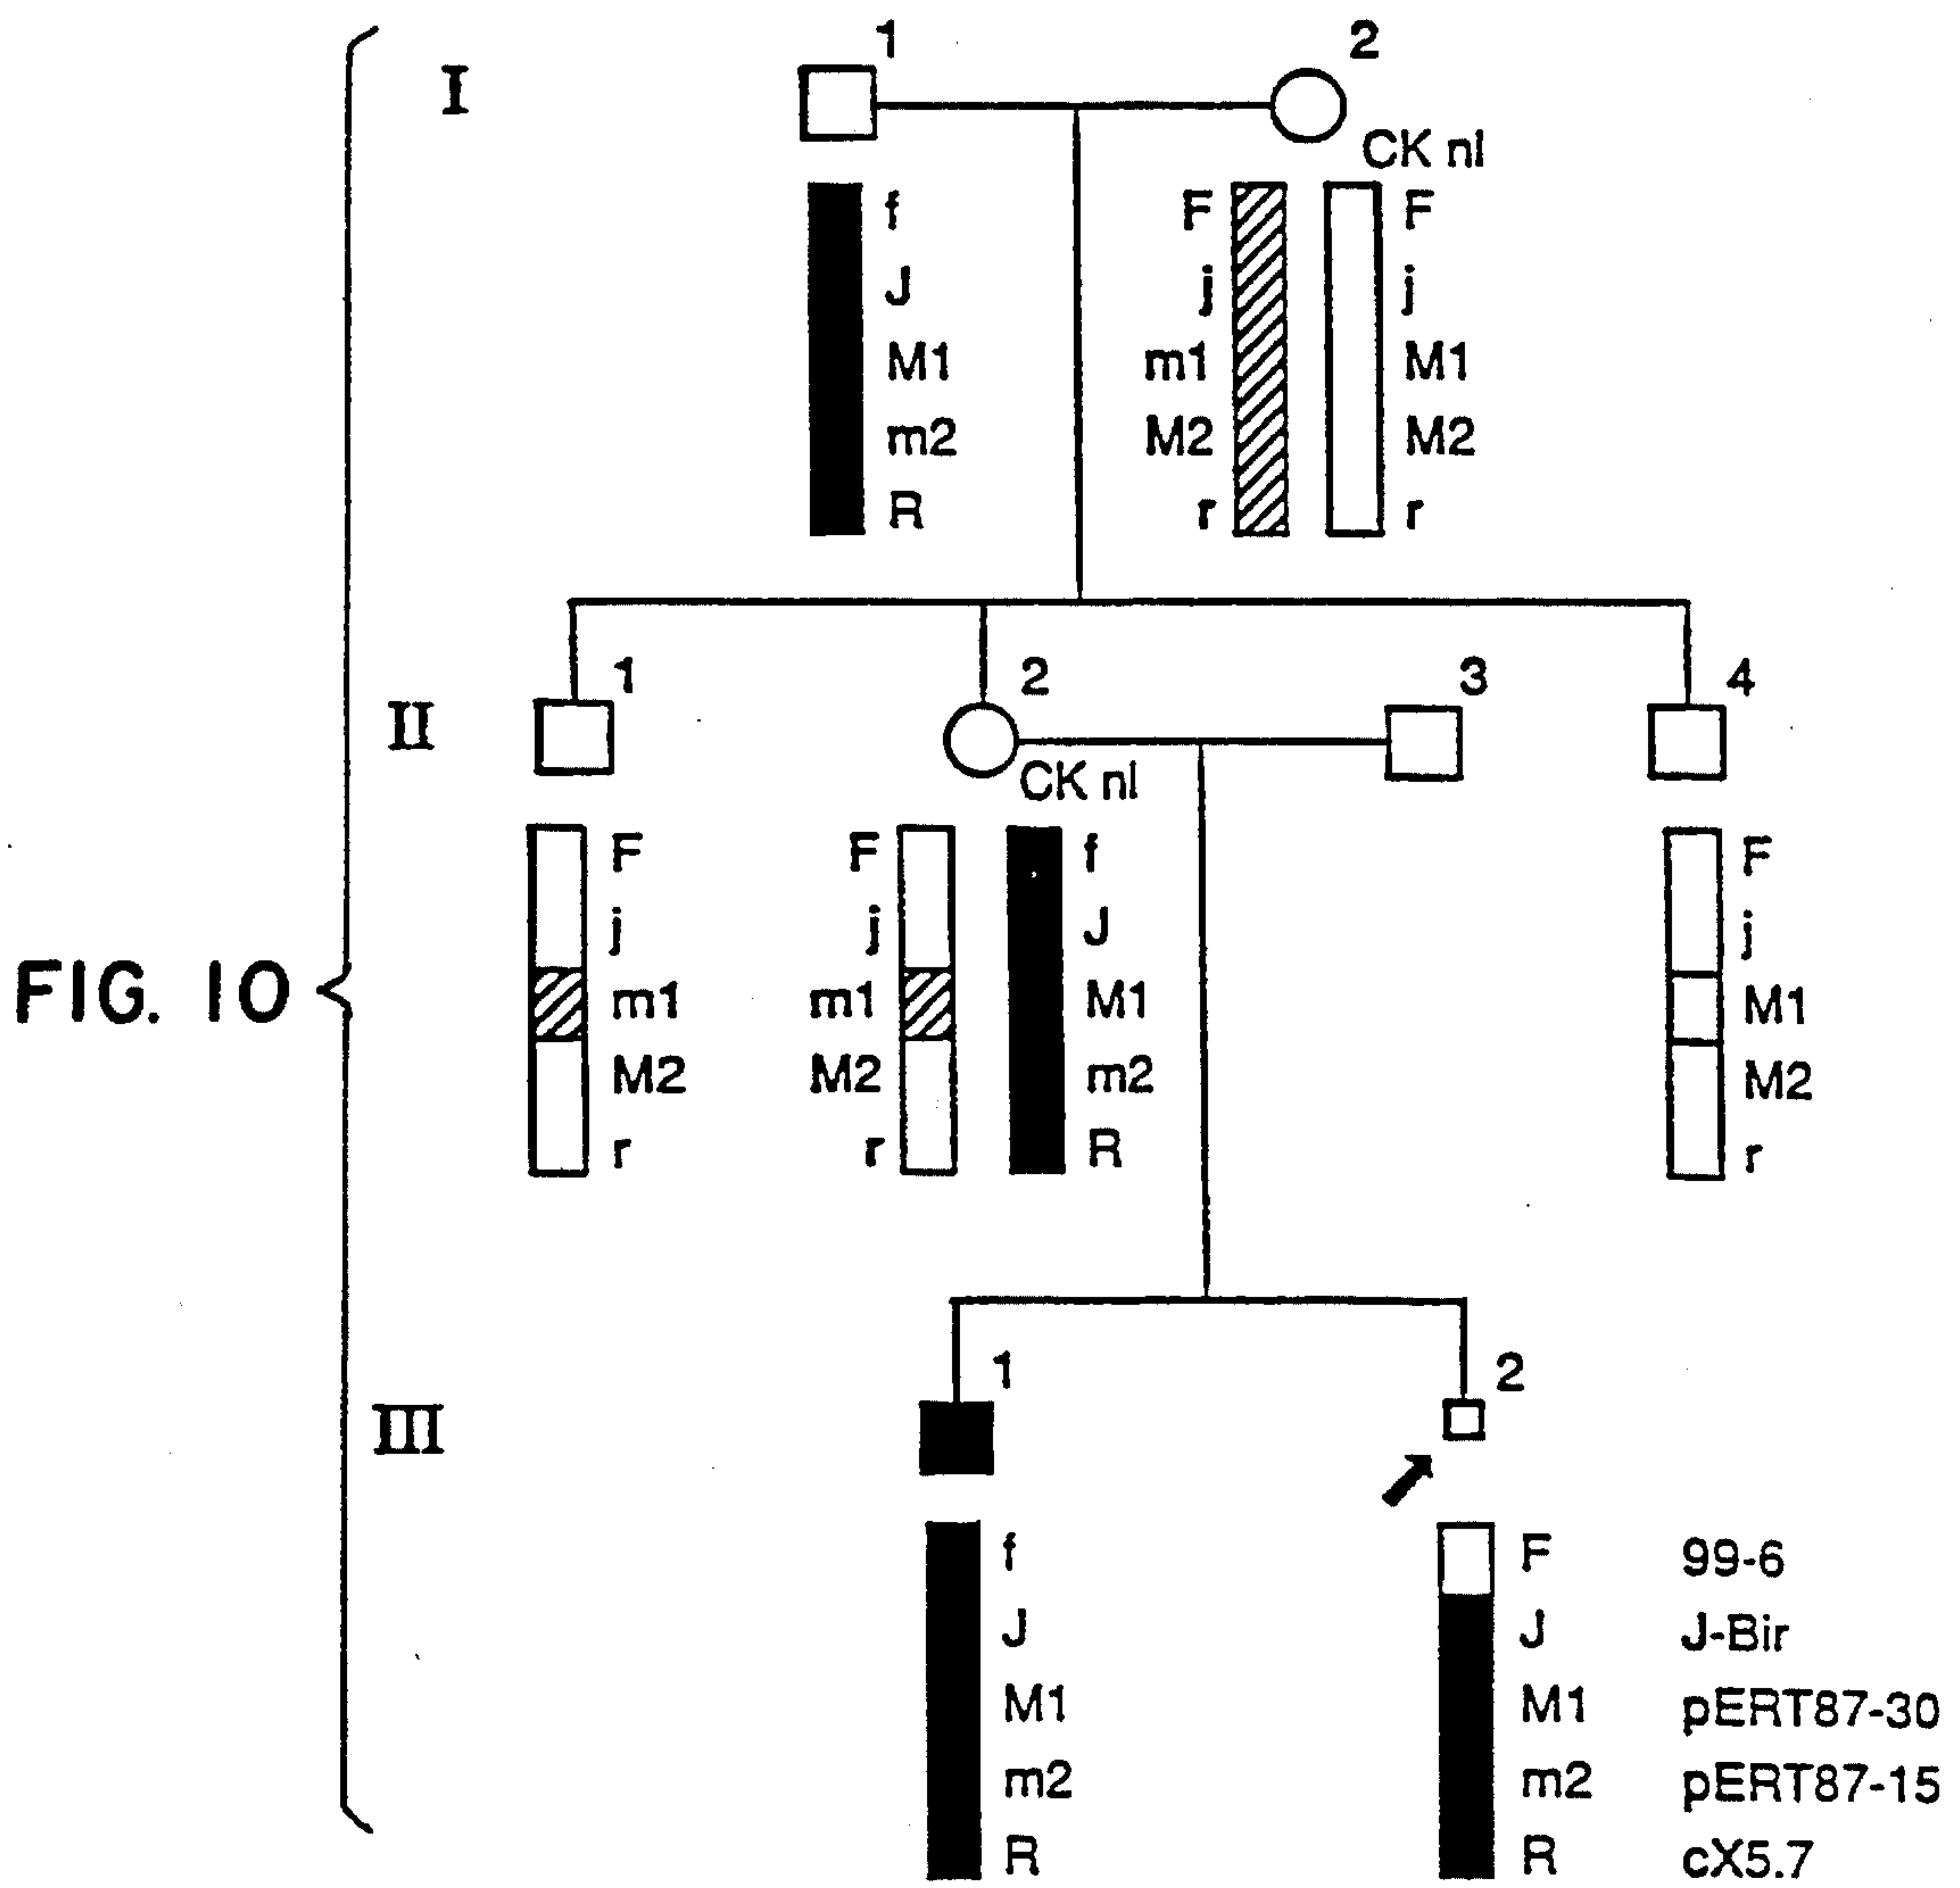 I
1 2
CK nl
f F F
J j j
M1 m1 M1
m2 M2 M2
R r r
II
1 2 3 4
CK nl
F F f F
j j J j
m1 m1 M1 M1
M2 M2 m2 M2
r r R r
FIG. 10
III
1 2
f F 99-6
J J J-Bir
M1 M1 pERT87-30
m2 m2 pERT87-15
R R cX5.7